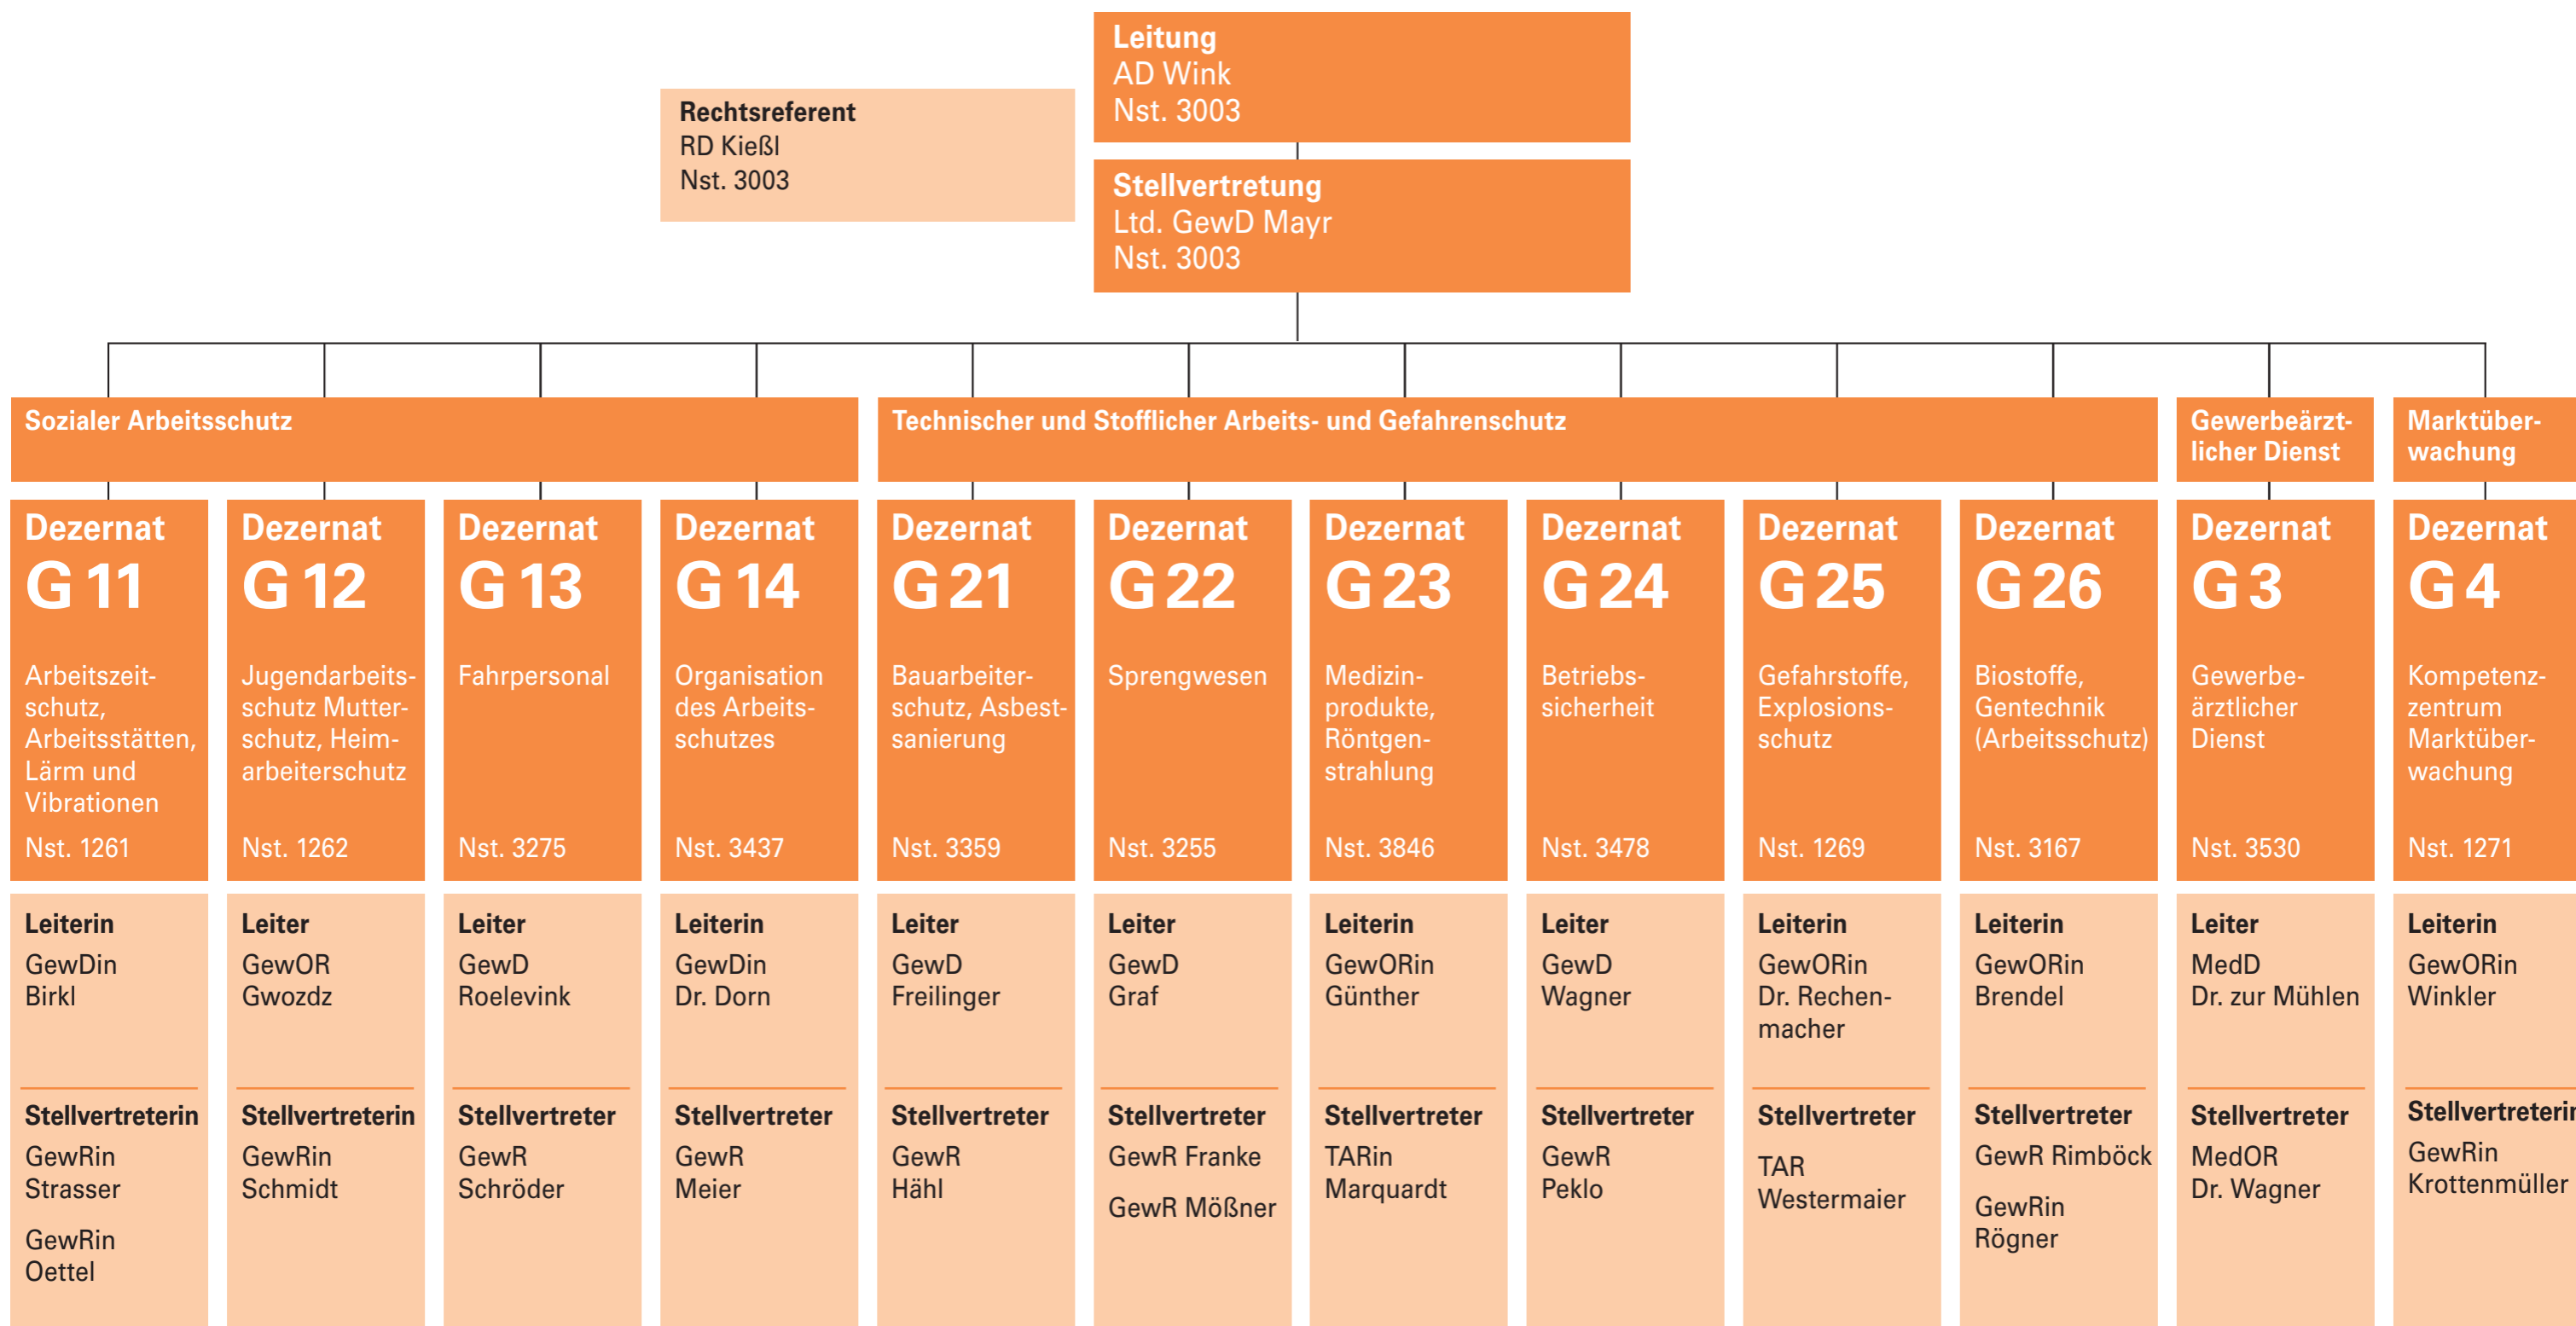 Leitung
AD Wink
Nst. 3003
Rechtsreferent
RD Kießl
Nst. 3003
Stellvertretung
Ltd. GewD Mayr
Nst. 3003
Sozialer Arbeitsschutz
Technischer und Stofflicher Arbeits- und Gefahrenschutz
Gewerbeärzt-
licher Dienst
Marktüber-
wachung
Dezernat
G 11
Arbeitszeit-
schutz,
Arbeitsstätten,
Lärm und
Vibrationen
Nst. 1261
Leiterin
GewDin
Birkl
Stellvertreterin
GewRin
Strasser
GewRin
Oettel
Dezernat
G 12
Jugendarbeits-
schutz Mutter-
schutz, Heim-
arbeiterschutz
Nst. 1262
Leiter
GewOR
Gwozdz
Stellvertreterin
GewRin
Schmidt
Dezernat
G 13
Fahrpersonal
Nst. 3275
Leiter
GewD
Roelevink
Stellvertreter
GewR
Schröder
Dezernat
G 14
Organisation
des Arbeits-
schutzes
Nst. 3437
Leiterin
GewDin
Dr. Dorn
Stellvertreter
GewR
Meier
Dezernat
G 21
Bauarbeiter-
schutz, Asbest-
sanierung
Nst. 3359
Leiter
GewD
Freilinger
Stellvertreter
GewR
Hähl
Dezernat
G 22
Sprengwesen
Nst. 3255
Leiter
GewD
Graf
Stellvertreter
GewR Franke
GewR Mößner
Dezernat
G 23
Medizin-
produkte,
Röntgen-
strahlung
Nst. 3846
Leiterin
GewORin
Günther
Stellvertreter
TARin
Marquardt
Dezernat
G 24
Betriebs-
sicherheit
Nst. 3478
Leiter
GewD
Wagner
Stellvertreter
GewR
Peklo
Dezernat
G 25
Gefahrstoffe,
Explosions-
schutz
Nst. 1269
Leiterin
GewORin
Dr. Rechen-
macher
Stellvertreter
TAR
Westermaier
Dezernat
G 26
Biostoffe,
Gentechnik
(Arbeitsschutz)
Nst. 3167
Leiterin
GewORin
Brendel
Stellvertreter
GewR Rimböck
GewRin
Rögner
Dezernat
G 3
Gewerbe-
ärztlicher
Dienst
Nst. 3530
Leiter
MedD
Dr. zur Mühlen
Stellvertreter
MedOR
Dr. Wagner
Dezernat
G 4
Kompetenz-
zentrum
Marktüber-
wachung
Nst. 1271
Leiterin
GewORin
Winkler
Stellvertreterin
GewRin
Krottenmüller